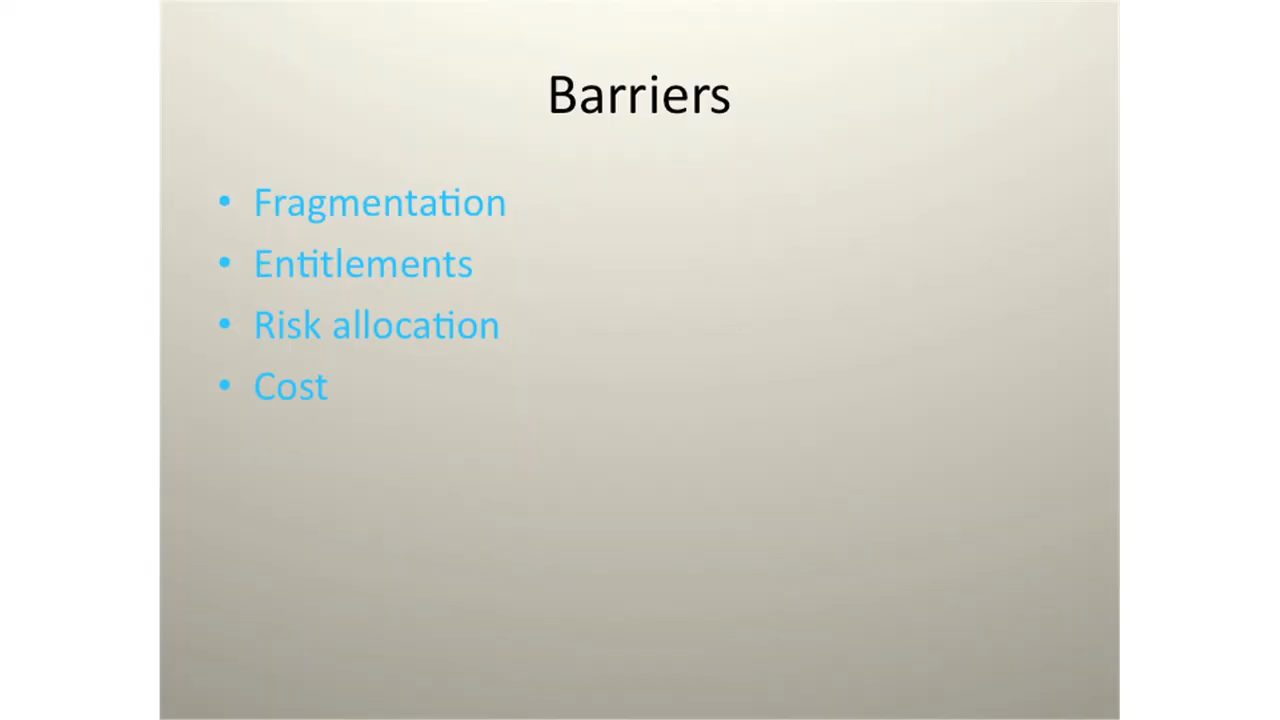 Barriers
• Fragmentation
• Entitlements
• Risk allocation
• Cost